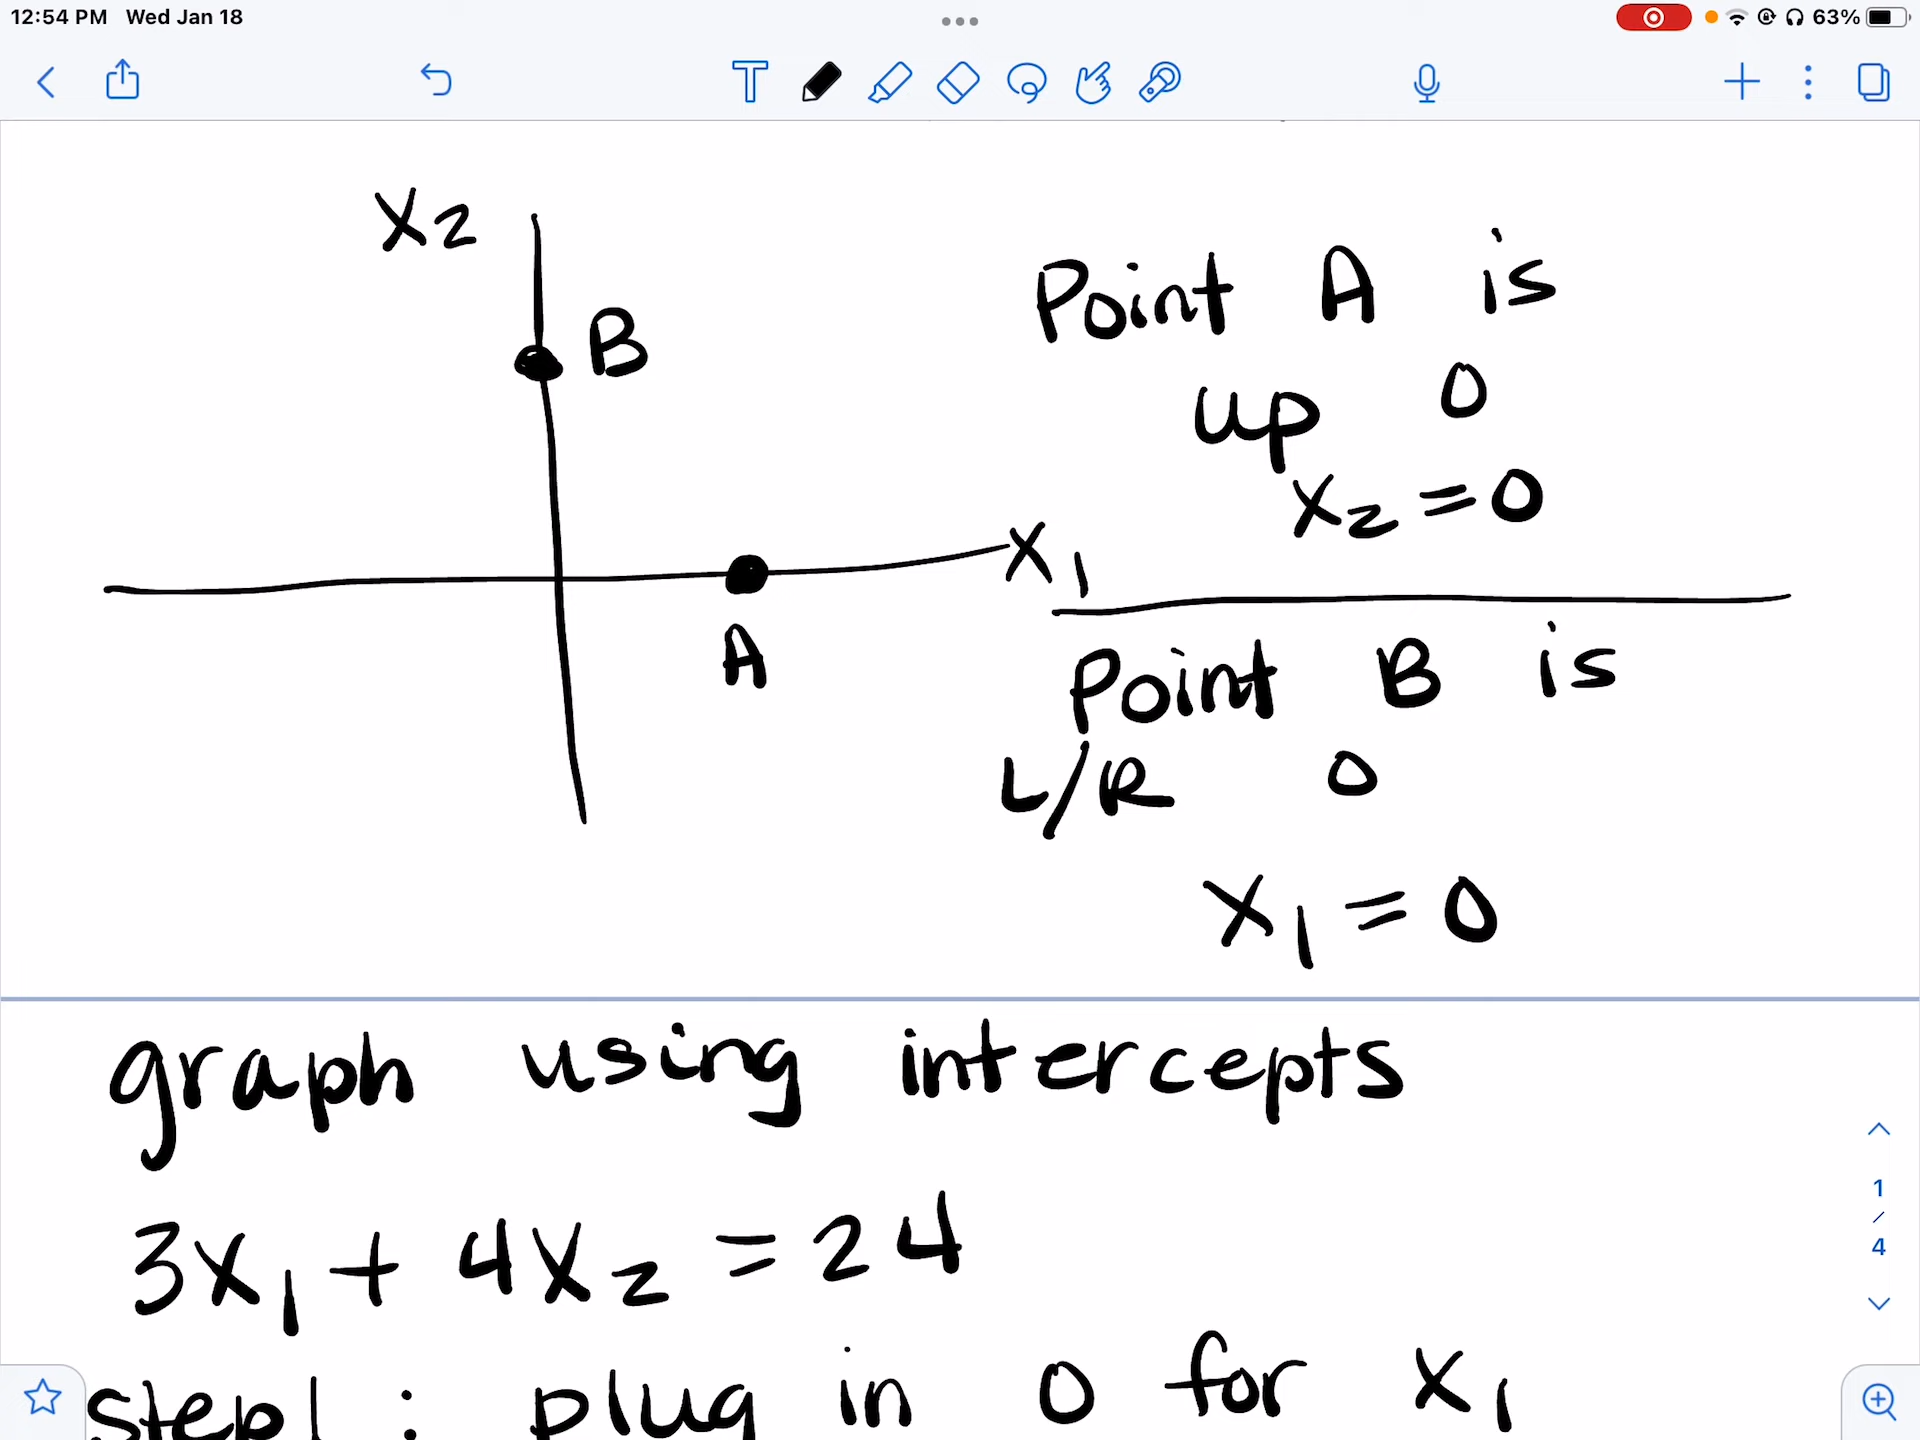 12:54 PM Wed Jan 18
63%
T
X2
B
X1
A
Point A is
up 0
X2 = 0
Point B is
L/R 0
X1 = 0
graph using intercepts
3X1 + 4X2 = 24
step1: plug in 0 for X1
1
/
4